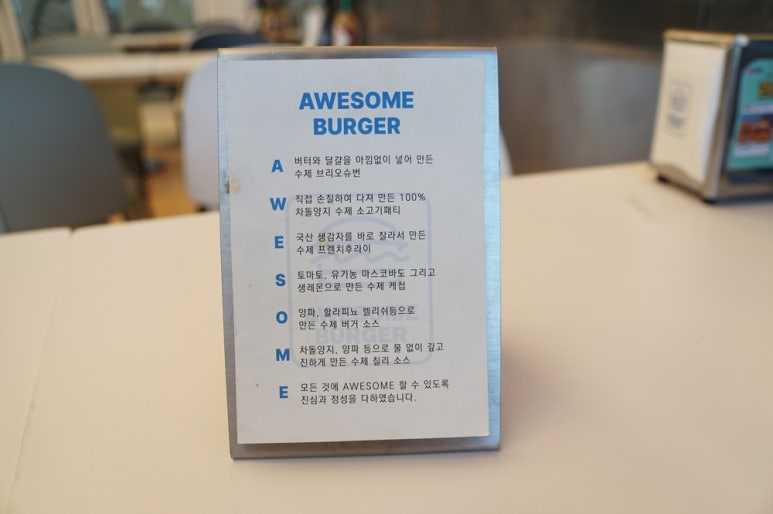 AWESOME
BURGER
A
버터와 달걀을 아낌없이 넣어 만든
수제 브리오슈번
W
직접 손질하여 다져 만든 100%
차돌양지 수제 소고기패티
E
국산 생감자를 바로 잘라서 만든
수제 프렌치후라이
S
토마토, 유기농 마스코바도 그리고
생레몬으로 만든 수제 케첩
O
양파, 할라피뇨 렐리쉬등으로
만든 수제 버거 소스
M
차돌양지, 양파 등으로 물 없이 깊고
진하게 만든 수제 칠리 소스
E
모든 것에 AWESOME 할 수 있도록
진심과 정성을 다하였습니다.
BURGER